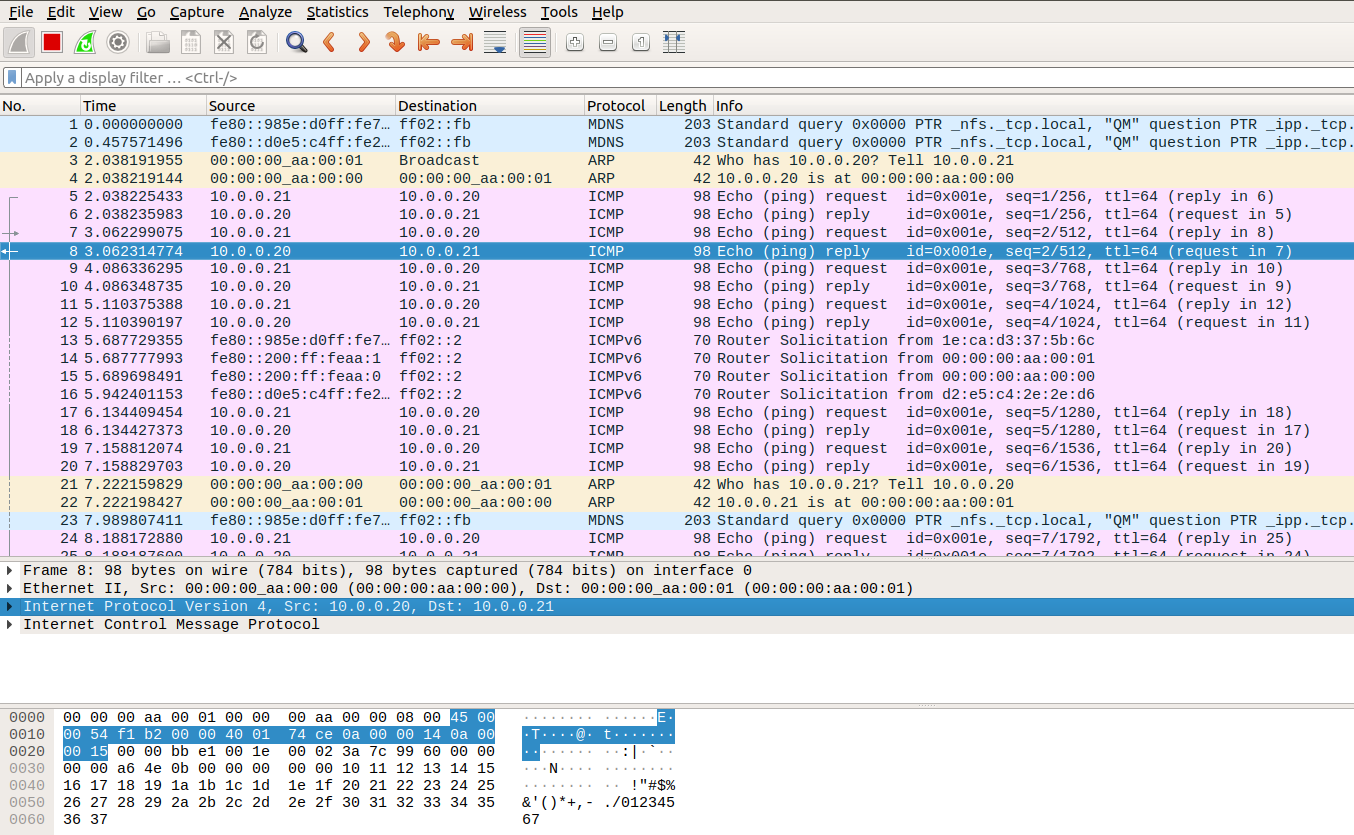 File Edit View Go Capture Analyze Statistics Telephony Wireless Tools Help
Apply a display filter … <Ctrl-/>
No. Time Source Destination Protocol Length Info
1 0.000000000 fe80::985e:d0ff:fe7… ff02::fb MDNS 203 Standard query 0x0000 PTR _nfs._tcp.local, "QM" question PTR _ipp._tcp.
2 0.457571496 fe80::d0e5:c4ff:fe2… ff02::fb MDNS 203 Standard query 0x0000 PTR _nfs._tcp.local, "QM" question PTR _ipp._tcp.
3 2.038191955 00:00:00_aa:00:01 Broadcast ARP 42 Who has 10.0.0.20? Tell 10.0.0.21
4 2.038219144 00:00:00_aa:00:00 00:00:00_aa:00:01 ARP 42 10.0.0.20 is at 00:00:00:aa:00:00
5 2.038225433 10.0.0.21 10.0.0.20 ICMP 98 Echo (ping) request id=0x001e, seq=1/256, ttl=64 (reply in 6)
6 2.038235983 10.0.0.20 10.0.0.21 ICMP 98 Echo (ping) reply id=0x001e, seq=1/256, ttl=64 (request in 5)
7 3.062299075 10.0.0.21 10.0.0.20 ICMP 98 Echo (ping) request id=0x001e, seq=2/512, ttl=64 (reply in 8)
8 3.062314774 10.0.0.20 10.0.0.21 ICMP 98 Echo (ping) reply id=0x001e, seq=2/512, ttl=64 (request in 7)
9 4.086336295 10.0.0.21 10.0.0.20 ICMP 98 Echo (ping) request id=0x001e, seq=3/768, ttl=64 (reply in 10)
10 4.086348735 10.0.0.20 10.0.0.21 ICMP 98 Echo (ping) reply id=0x001e, seq=3/768, ttl=64 (request in 9)
11 5.110375388 10.0.0.21 10.0.0.20 ICMP 98 Echo (ping) request id=0x001e, seq=4/1024, ttl=64 (reply in 12)
12 5.110390197 10.0.0.20 10.0.0.21 ICMP 98 Echo (ping) reply id=0x001e, seq=4/1024, ttl=64 (request in 11)
13 5.687729355 fe80::985e:d0ff:fe7… ff02::2 ICMPv6 70 Router Solicitation from 1e:ca:d3:37:5b:6c
14 5.687777993 fe80::200:ff:feaa:1 ff02::2 ICMPv6 70 Router Solicitation from 00:00:00:aa:00:01
15 5.689698491 fe80::200:ff:feaa:0 ff02::2 ICMPv6 70 Router Solicitation from 00:00:00:aa:00:00
16 5.942401153 fe80::d0e5:c4ff:fe2… ff02::2 ICMPv6 70 Router Solicitation from d2:e5:c4:2e:2e:d6
17 6.134409454 10.0.0.21 10.0.0.20 ICMP 98 Echo (ping) request id=0x001e, seq=5/1280, ttl=64 (reply in 18)
18 6.134427373 10.0.0.20 10.0.0.21 ICMP 98 Echo (ping) reply id=0x001e, seq=5/1280, ttl=64 (request in 17)
19 7.158812074 10.0.0.21 10.0.0.20 ICMP 98 Echo (ping) request id=0x001e, seq=6/1536, ttl=64 (reply in 20)
20 7.158829703 10.0.0.20 10.0.0.21 ICMP 98 Echo (ping) reply id=0x001e, seq=6/1536, ttl=64 (request in 19)
21 7.222159829 00:00:00_aa:00:00 00:00:00_aa:00:01 ARP 42 Who has 10.0.0.21? Tell 10.0.0.20
22 7.222198427 00:00:00_aa:00:01 00:00:00_aa:00:00 ARP 42 10.0.0.21 is at 00:00:00:aa:00:01
23 7.989807411 fe80::985e:d0ff:fe7… ff02::fb MDNS 203 Standard query 0x0000 PTR _nfs._tcp.local, "QM" question PTR _ipp._tcp.
24 8.188172880 10.0.0.21 10.0.0.20 ICMP 98 Echo (ping) request id=0x001e, seq=7/1792, ttl=64 (reply in 25)
25 8.188187600 10.0.0.20 10.0.0.21 ICMP 98 Echo (ping) reply id=0x001e, seq=7/1792, ttl=64 (request in 24)
Frame 8: 98 bytes on wire (784 bits), 98 bytes captured (784 bits) on interface 0
Ethernet II, Src: 00:00:00_aa:00:00 (00:00:00:aa:00:00), Dst: 00:00:00_aa:00:01 (00:00:00:aa:00:01)
Internet Protocol Version 4, Src: 10.0.0.20, Dst: 10.0.0.21
Internet Control Message Protocol
0000 00 00 00 aa 00 01 00 00 00 aa 00 00 08 00 45 00 ········ ······E·
0010 00 54 f1 b2 00 00 40 01 74 ce 0a 00 00 14 0a 00 ·T····@· t·······
0020 00 15 00 00 bb e1 00 1e 00 02 3a 7c 99 60 00 00 ········ ··:|·`··
0030 00 00 a6 4e 0b 00 00 00 00 00 10 11 12 13 14 15 ···N···· ········
0040 16 17 18 19 1a 1b 1c 1d 1e 1f 20 21 22 23 24 25 ········ ·· !"#$%
0050 26 27 28 29 2a 2b 2c 2d 2e 2f 30 31 32 33 34 35 &'()*+,- ./012345
0060 36 37 67